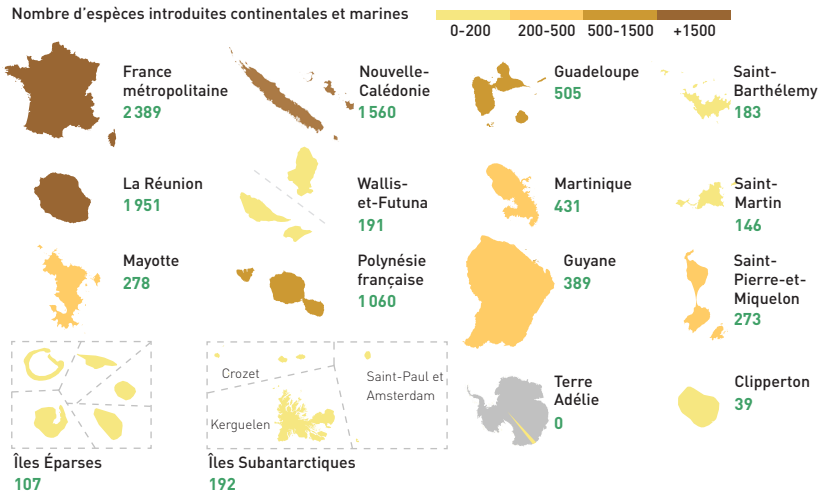 Nombre d’espèces introduites continentales et marines
0-200
200-500
500-1500
+1500
France
métropolitaine
2 389
Nouvelle-
Calédonie
1 560
Guadeloupe
505
Saint-
Barthélemy
183
La Réunion
1 951
Wallis-
et-Futuna
191
Martinique
431
Saint-
Martin
146
Mayotte
278
Polynésie
française
1 060
Guyane
389
Saint-
Pierre-et-
Miquelon
273
Crozet
Saint-Paul et
Amsterdam
Kerguelen
Terre
Adélie
0
Clipperton
39
Îles Éparses
107
Îles Subantarctiques
192